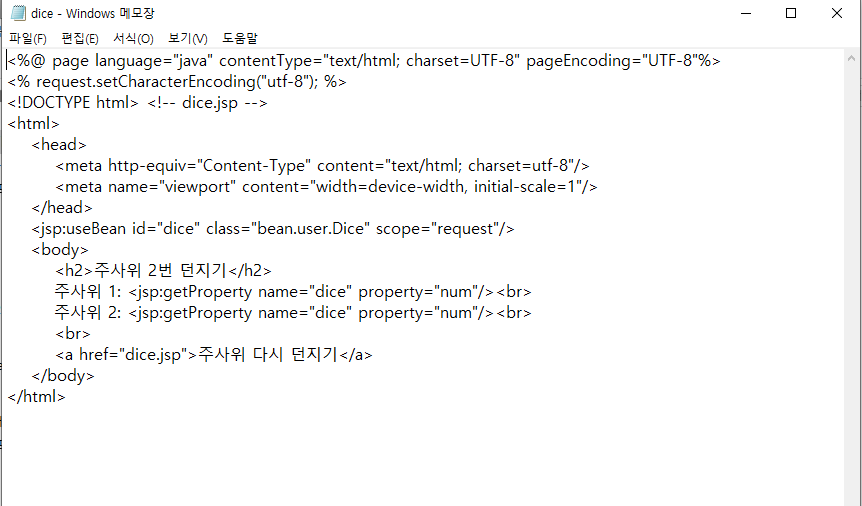 dice - Windows 메모장
파일(F) 편집(E) 서식(O) 보기(V) 도움말
<%@ page language="java" contentType="text/html; charset=UTF-8" pageEncoding="UTF-8"%>
<% request.setCharacterEncoding("utf-8"); %>
<!DOCTYPE html> <!-- dice.jsp -->
<html>
<head>
<meta http-equiv="Content-Type" content="text/html; charset=utf-8"/>
<meta name="viewport" content="width=device-width, initial-scale=1"/>
</head>
<jsp:useBean id="dice" class="bean.user.Dice" scope="request"/>
<body>
<h2>주사위 2번 던지기</h2>
주사위 1: <jsp:getProperty name="dice" property="num"/><br>
주사위 2: <jsp:getProperty name="dice" property="num"/><br>
<br>
<a href="dice.jsp">주사위 다시 던지기</a>
</body>
</html>